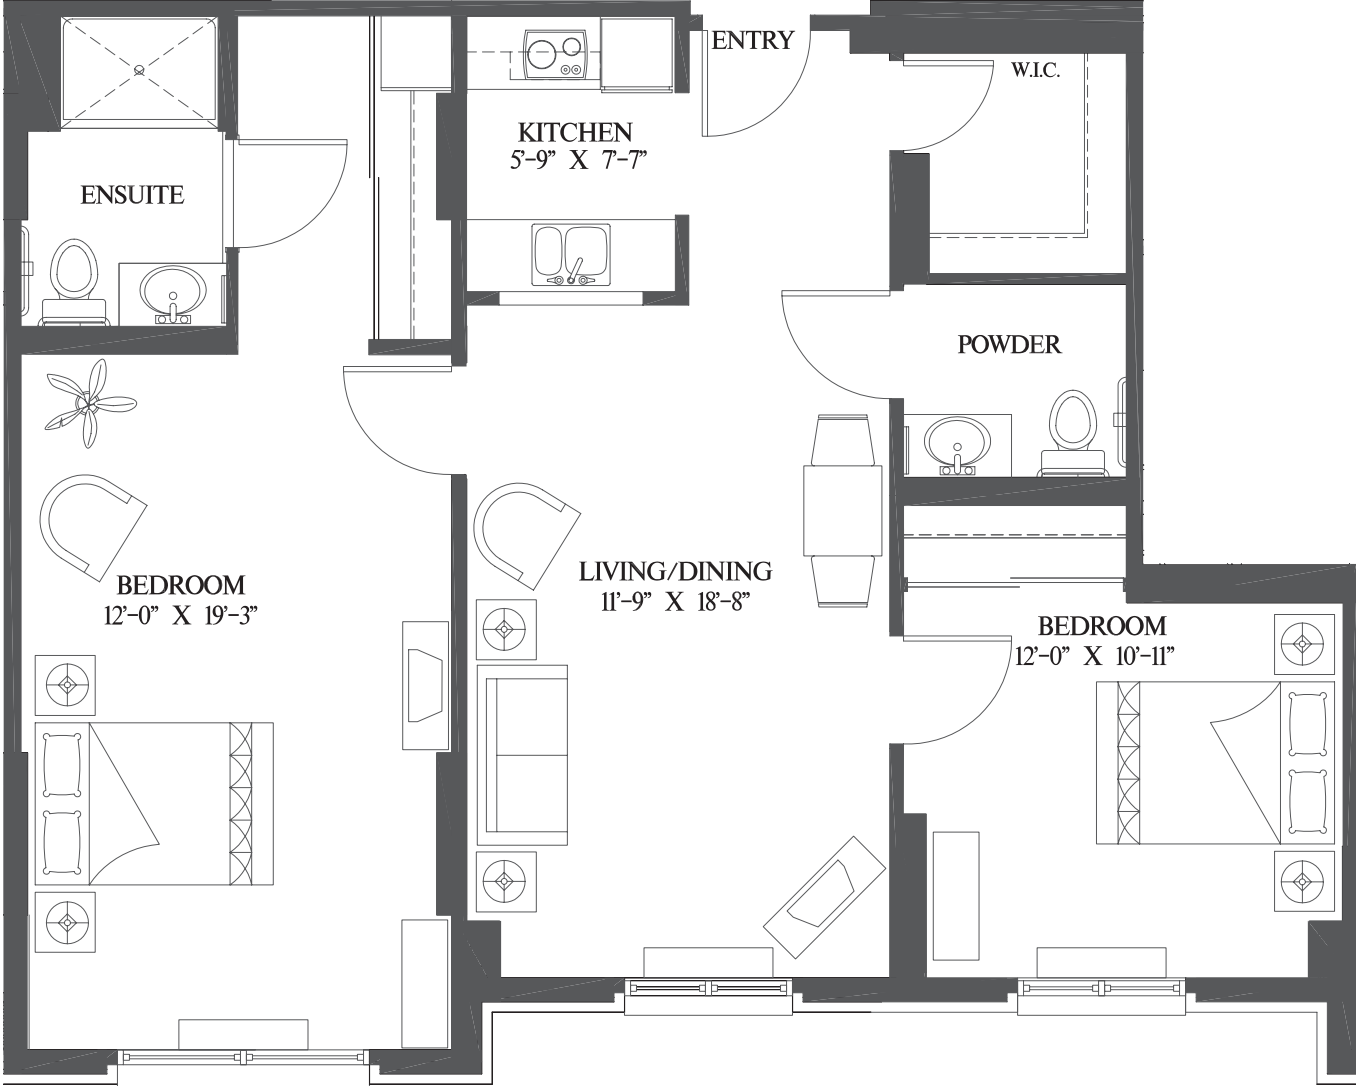 ENTRY
W.I.C.
KITCHEN
5'-9" X 7'-7"
ENSUITE
POWDER
LIVING/DINING
11'-9" X 18'-8"
BEDROOM
12'-0" X 19'-3"
BEDROOM
12'-0" X 10'-11"